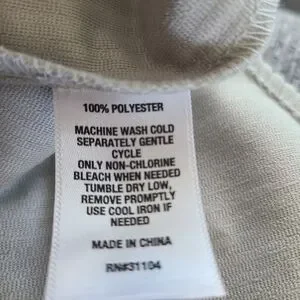 100% POLYESTER
MACHINE WASH COLD
SEPARATELY GENTLE
CYCLE
ONLY NON-CHLORINE
BLEACH WHEN NEEDED
TUMBLE DRY LOW,
REMOVE PROMPTLY
USE COOL IRON IF
NEEDED
MADE IN CHINA
RN#31104